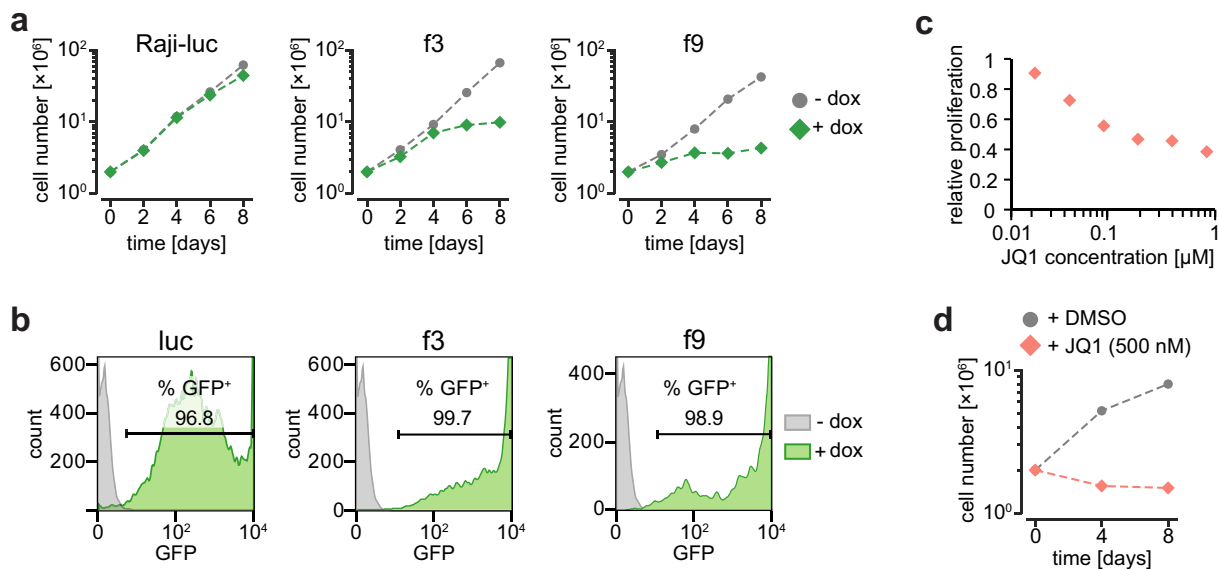 a
Raji-luc
f3
f9
cell number [×10⁶]
10²
10¹
10⁰
0 2 4 6 8
time [days]
cell number [×10⁶]
10²
10¹
10⁰
0 2 4 6 8
time [days]
cell number [×10⁶]
10²
10¹
10⁰
0 2 4 6 8
time [days]
- dox
+ dox
c
relative proliferation
1
0.8
0.6
0.4
0.2
0
0.01 0.1 1
JQ1 concentration [µM]
b
luc
f3
f9
count
600
400
200
0
% GFP⁺
96.8
0 10² 10⁴
GFP
count
600
400
200
0
% GFP⁺
99.7
0 10² 10⁴
GFP
count
400
200
0
% GFP⁺
98.9
0 10² 10⁴
GFP
- dox
+ dox
d
+ DMSO
+ JQ1 (500 nM)
cell number [×10⁶]
10¹
10⁰
0 4 8
time [days]